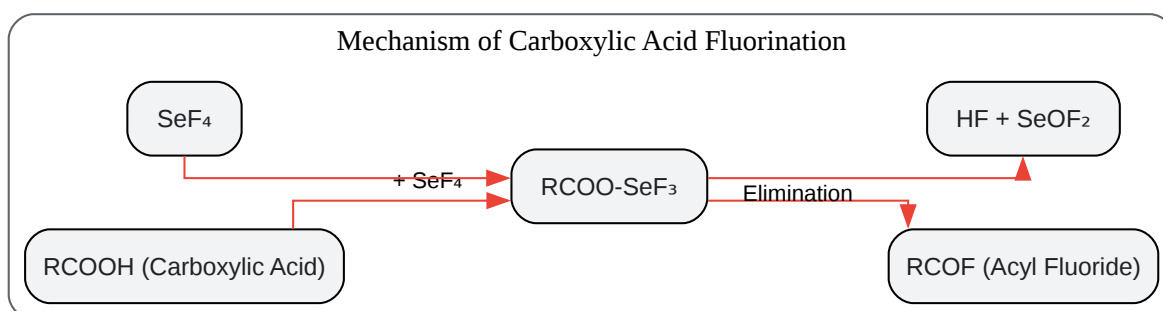 Mechanism of Carboxylic Acid Fluorination
SeF₄
HF + SeOF₂
+ SeF₄
RCOO-SeF₃
Elimination
RCOOH (Carboxylic Acid)
RCOF (Acyl Fluoride)